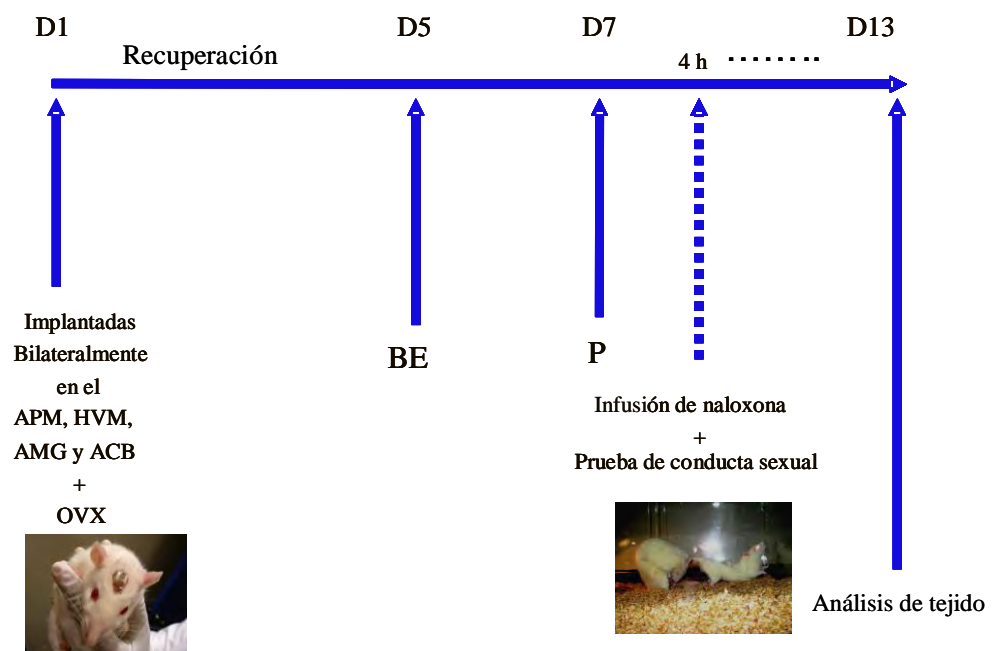 D1
D5
D7
D13
Recuperación
4 h ........
Implantadas
Bilateralmente
en el
APM, HVM,
AMG y ACB
+
OVX
BE
P
Infusión de naloxona
+
Prueba de conducta sexual
Análisis de tejido